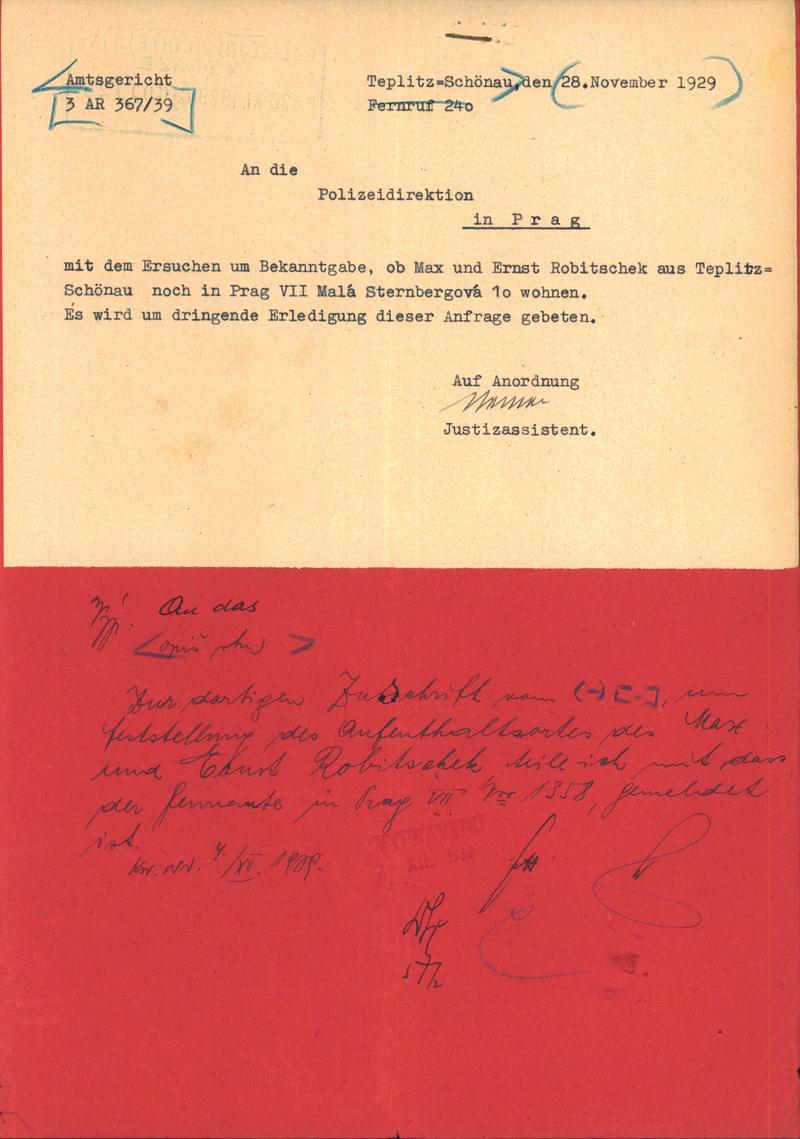 Amtsgericht
3 AR 367/39
Teplitz=Schönau, den 28. November 1929
Fernruf 24o
An die
Polizeidirektion
in P r a g
mit dem Ersuchen um Bekanntgabe, ob Max und Ernst Robitschek aus Teplitz=
Schönau noch in Prag VII Malá Sternbergová 1o wohnen.
Es wird um dringende Erledigung dieser Anfrage gebeten.
Auf Anordnung
Justizassistent.
An das
opiš
Zur dortigen Zuschrift vom (-) [-], um
feststellung des Aufenthaltsortes des Max
und Ernst Robitschek teile ich mit dass
der in Prag VII 1358, gemeldet
ist.